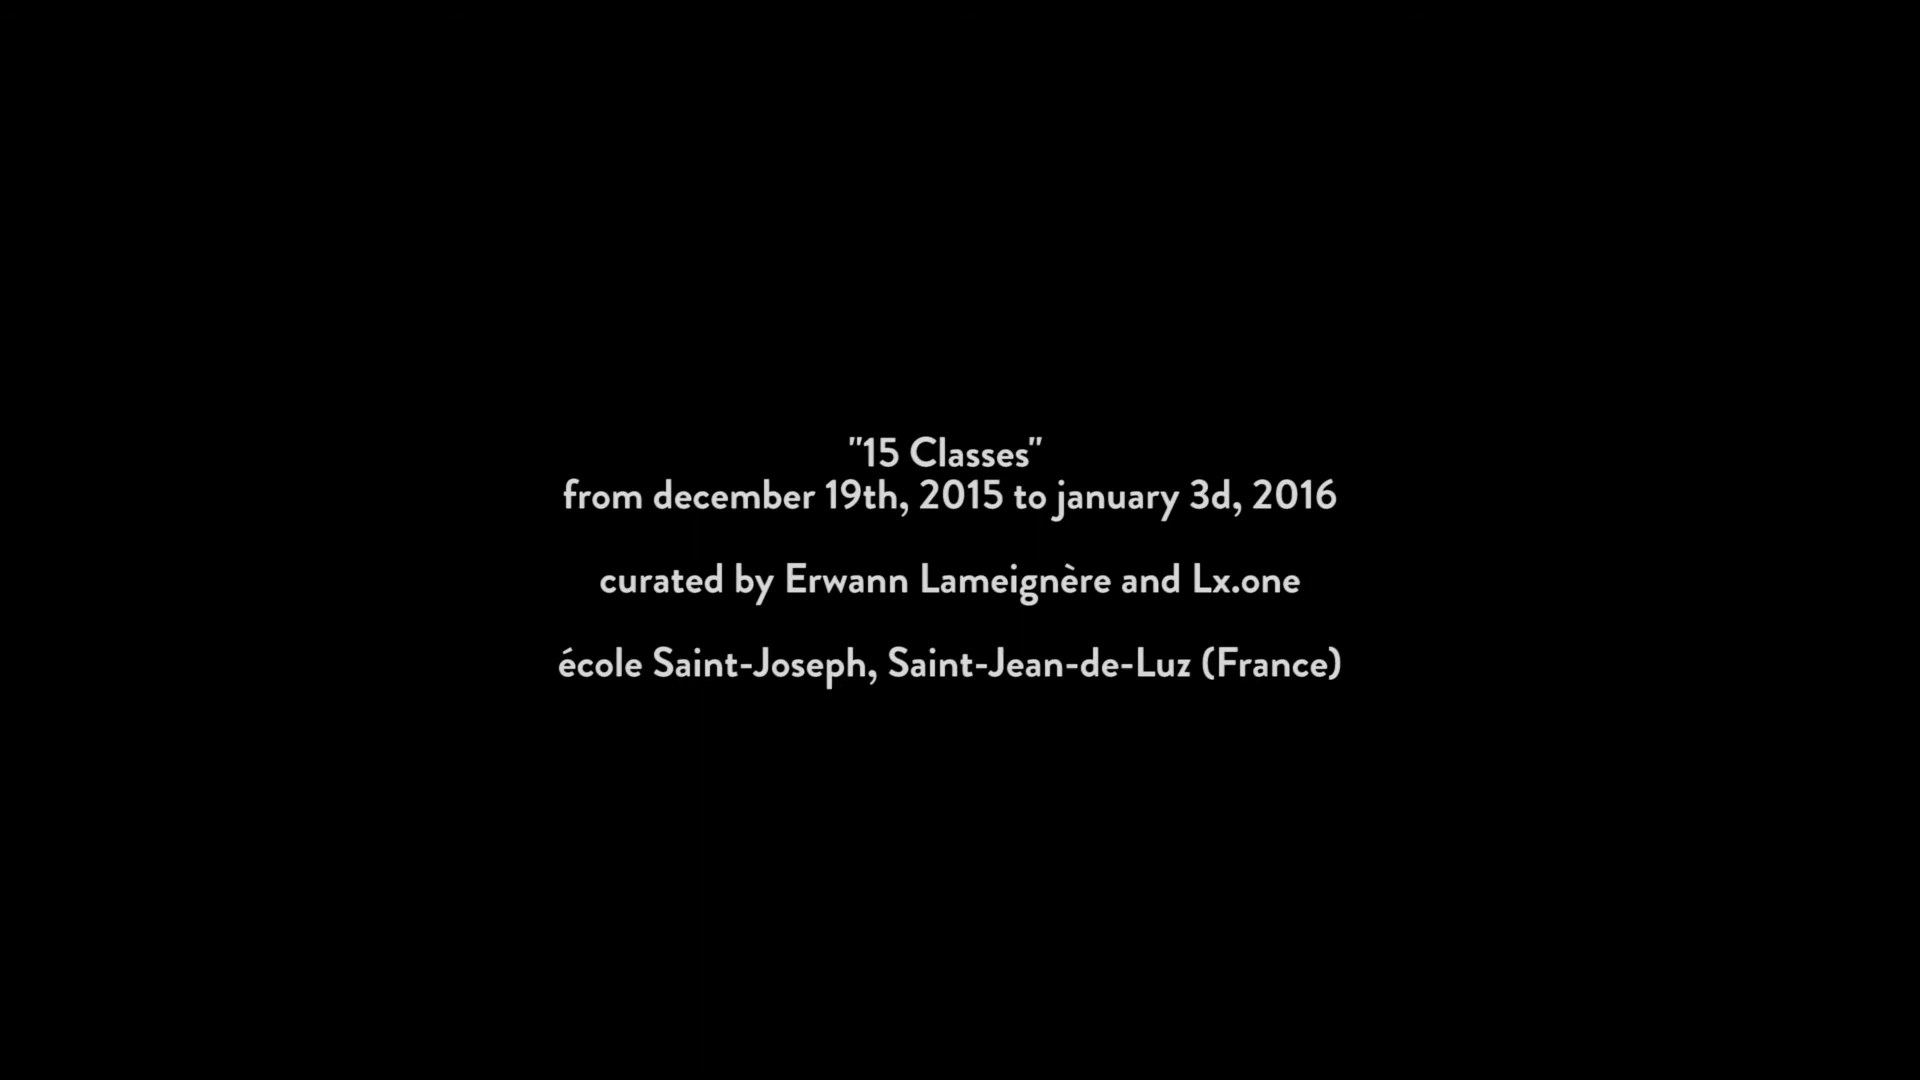 "15 Classes"
from december 19th, 2015 to january 3d, 2016
curated by Erwann Lameignère and Lx.one
école Saint-Joseph, Saint-Jean-de-Luz (France)